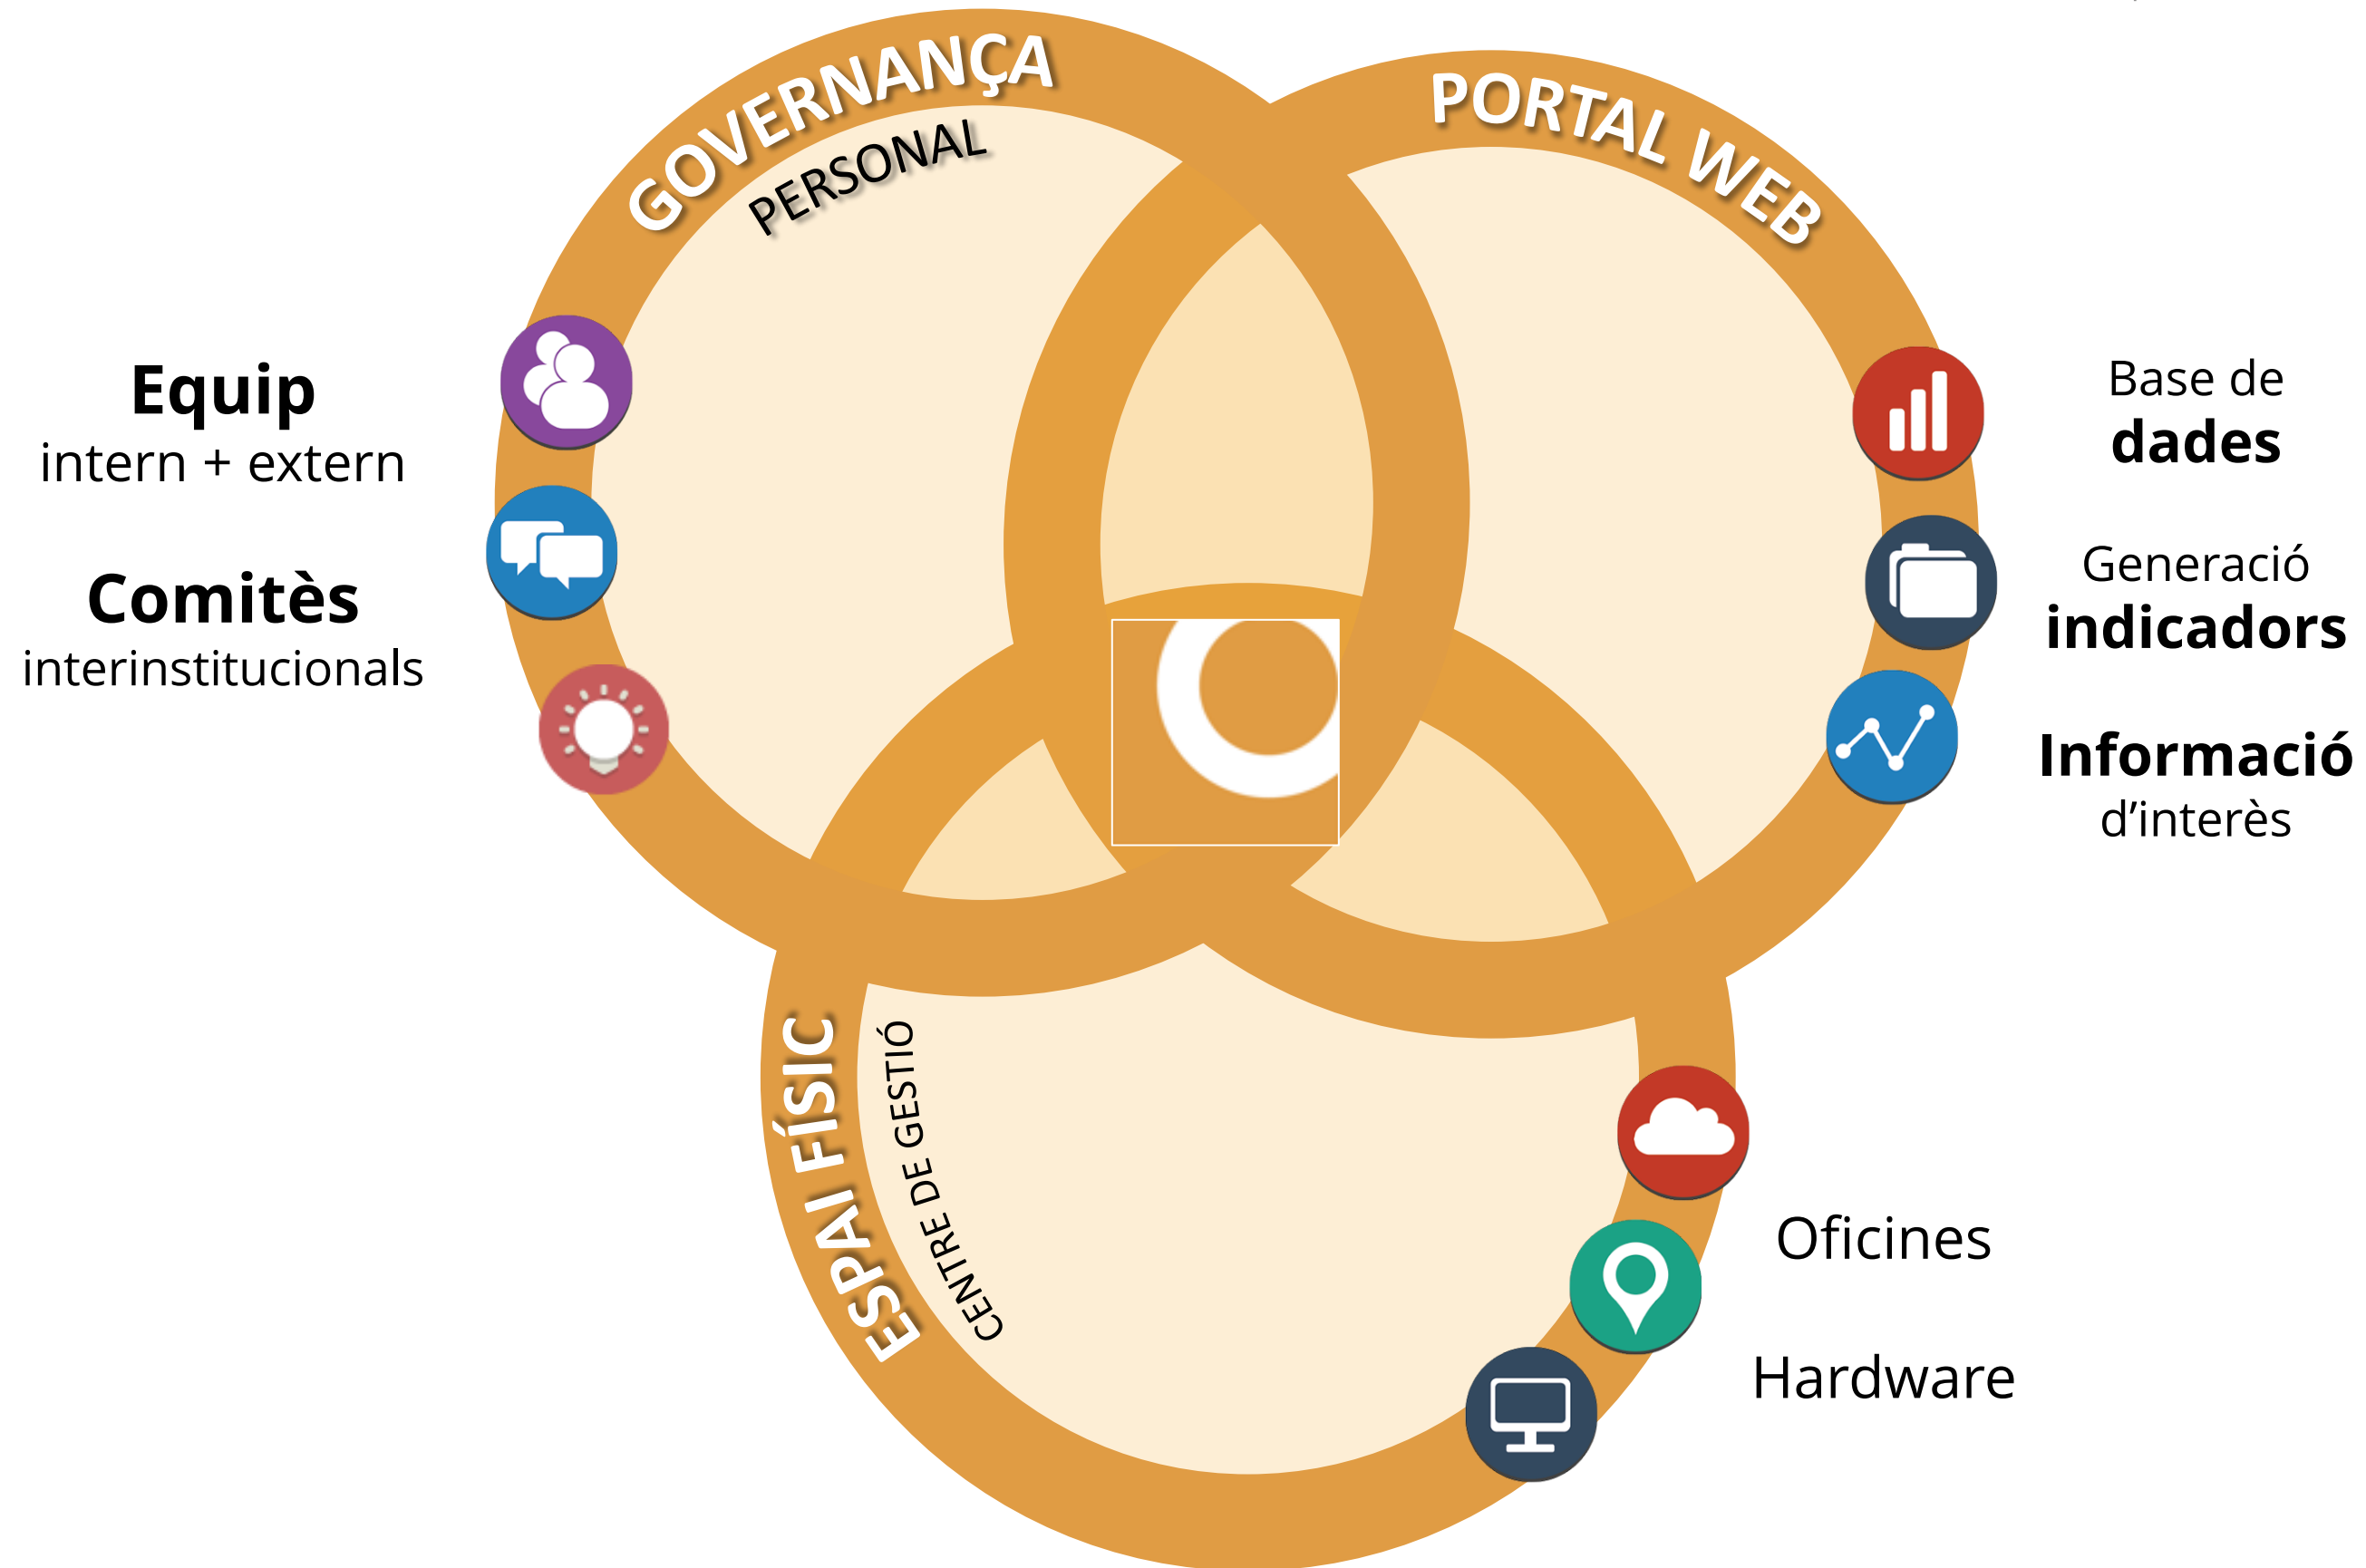 GOVERNANÇA
PERSONAL
PORTAL WEB
Equip
intern + extern
Comitès
interinstitucionals
Base de
dades
Generació
indicadors
Informació
d’interès
ESPAI FÍSIC
CEMTRE DE GESTIÓ
Oficines
Hardware